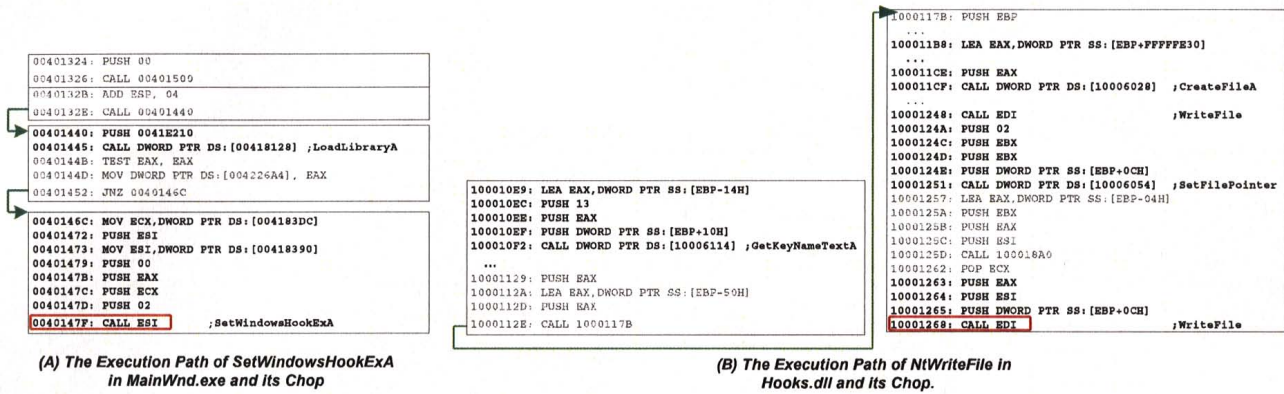 00401324: PUSH 00
00401326: CALL 00401500
0040132B: ADD ESP, 04
0040132E: CALL 00401440
00401440: PUSH 0041E210
00401445: CALL DWORD PTR DS:[00418128] ;LoadLibraryA
0040144B: TEST EAX, EAX
0040144D: MOV DWORD PTR DS:[004226A4], EAX
00401452: JNZ 0040146C
0040146C: MOV ECX,DWORD PTR DS:[004183DC]
00401472: PUSH ESI
00401473: MOV ESI,DWORD PTR DS:[00418390]
00401479: PUSH 00
0040147B: PUSH EAX
0040147C: PUSH ECX
0040147D: PUSH 02
0040147F: CALL ESI ;SetWindowsHookExA
(A) The Execution Path of SetWindowsHookExA
in MainWnd.exe and its Chop
100010E9: LEA EAX,DWORD PTR SS:[EBP-14H]
100010EC: PUSH 13
100010EE: PUSH EAX
100010EF: PUSH DWORD PTR SS:[EBP+10H]
100010F2: CALL DWORD PTR DS:[10006114] ;GetKeyNameTextA
...
10001129: PUSH EAX
1000112A: LEA EAX,DWORD PTR SS:[EBP-50H]
1000112D: PUSH EAX
1000112E: CALL 1000117B
1000117B: PUSH EBP
...
100011B8: LEA EAX,DWORD PTR SS:[EBP+FFFFFE30]
...
100011CE: PUSH EAX
100011CF: CALL DWORD PTR DS:[10006028] ;CreateFileA
...
10001248: CALL EDI ;WriteFile
1000124A: PUSH 02
1000124C: PUSH EBX
1000124D: PUSH EBX
1000124E: PUSH DWORD PTR SS:[EBP+0CH]
10001251: CALL DWORD PTR DS:[10006054] ;SetFilePointer
10001257: LEA EAX,DWORD PTR SS:[EBP-04H]
1000125A: PUSH EBX
1000125B: PUSH EAX
1000125C: PUSH ESI
1000125D: CALL 100018A0
10001262: POP ECX
10001263: PUSH EAX
10001264: PUSH ESI
10001265: PUSH DWORD PTR SS:[EBP+0CH]
10001268: CALL EDI ;WriteFile
(B) The Execution Path of NtWriteFile in
Hooks.dll and its Chop.